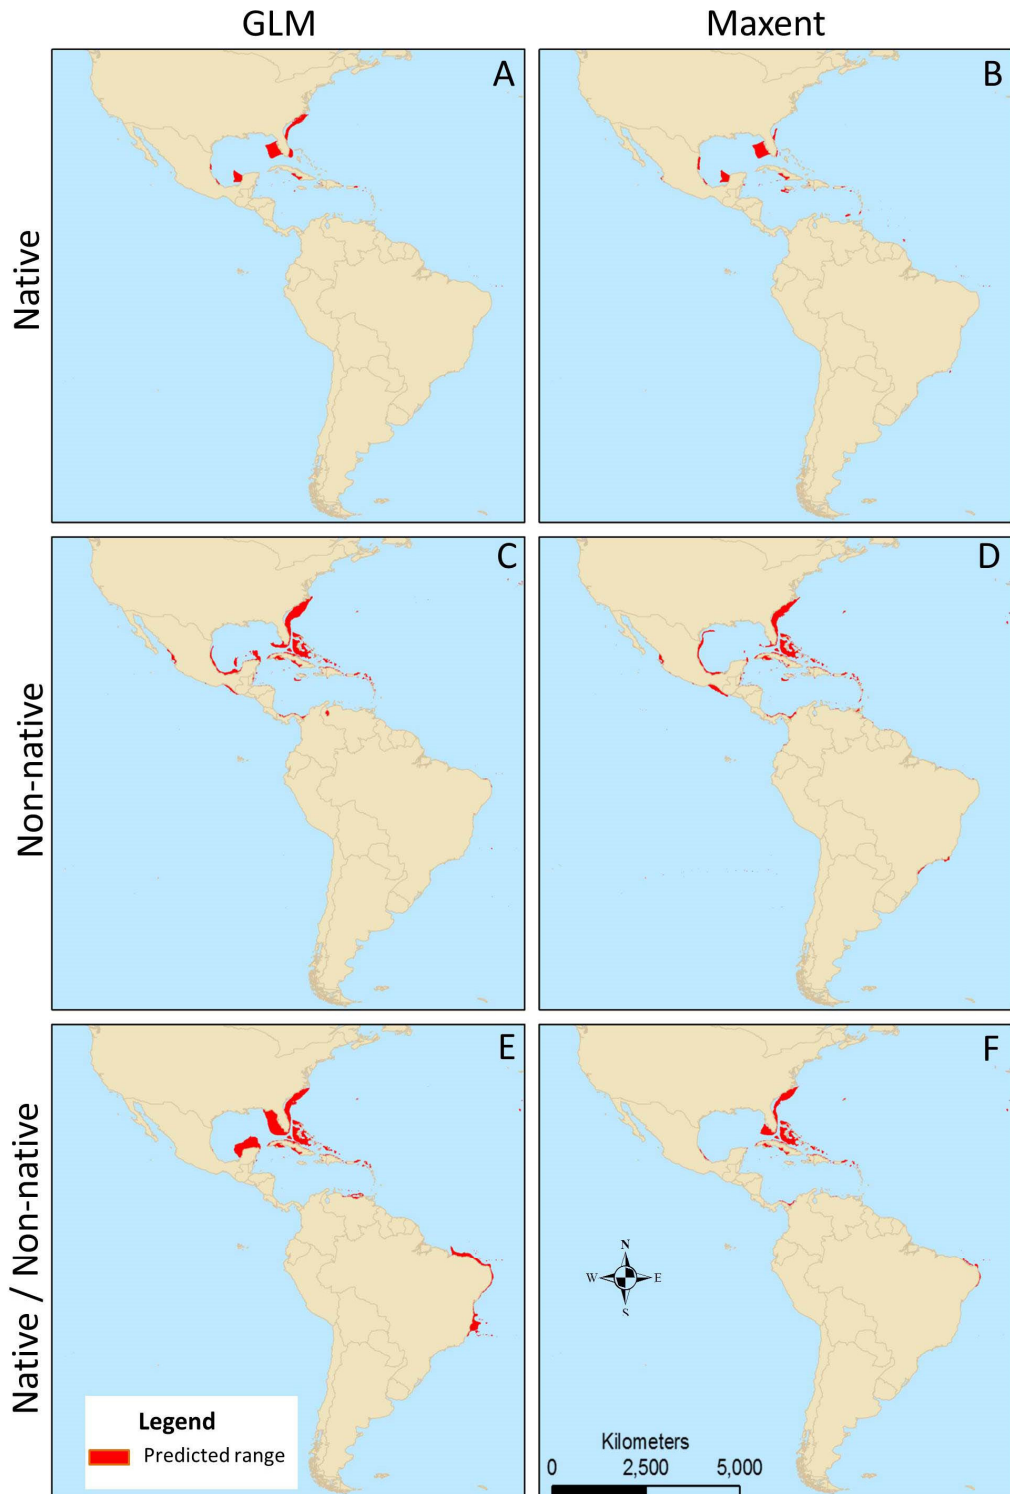 GLM
Maxent
Native
A
B
Non-native
C
D
Native / Non-native
E
F
N
W
E
S
Legend
Predicted range
Kilometers
0
2,500
5,000